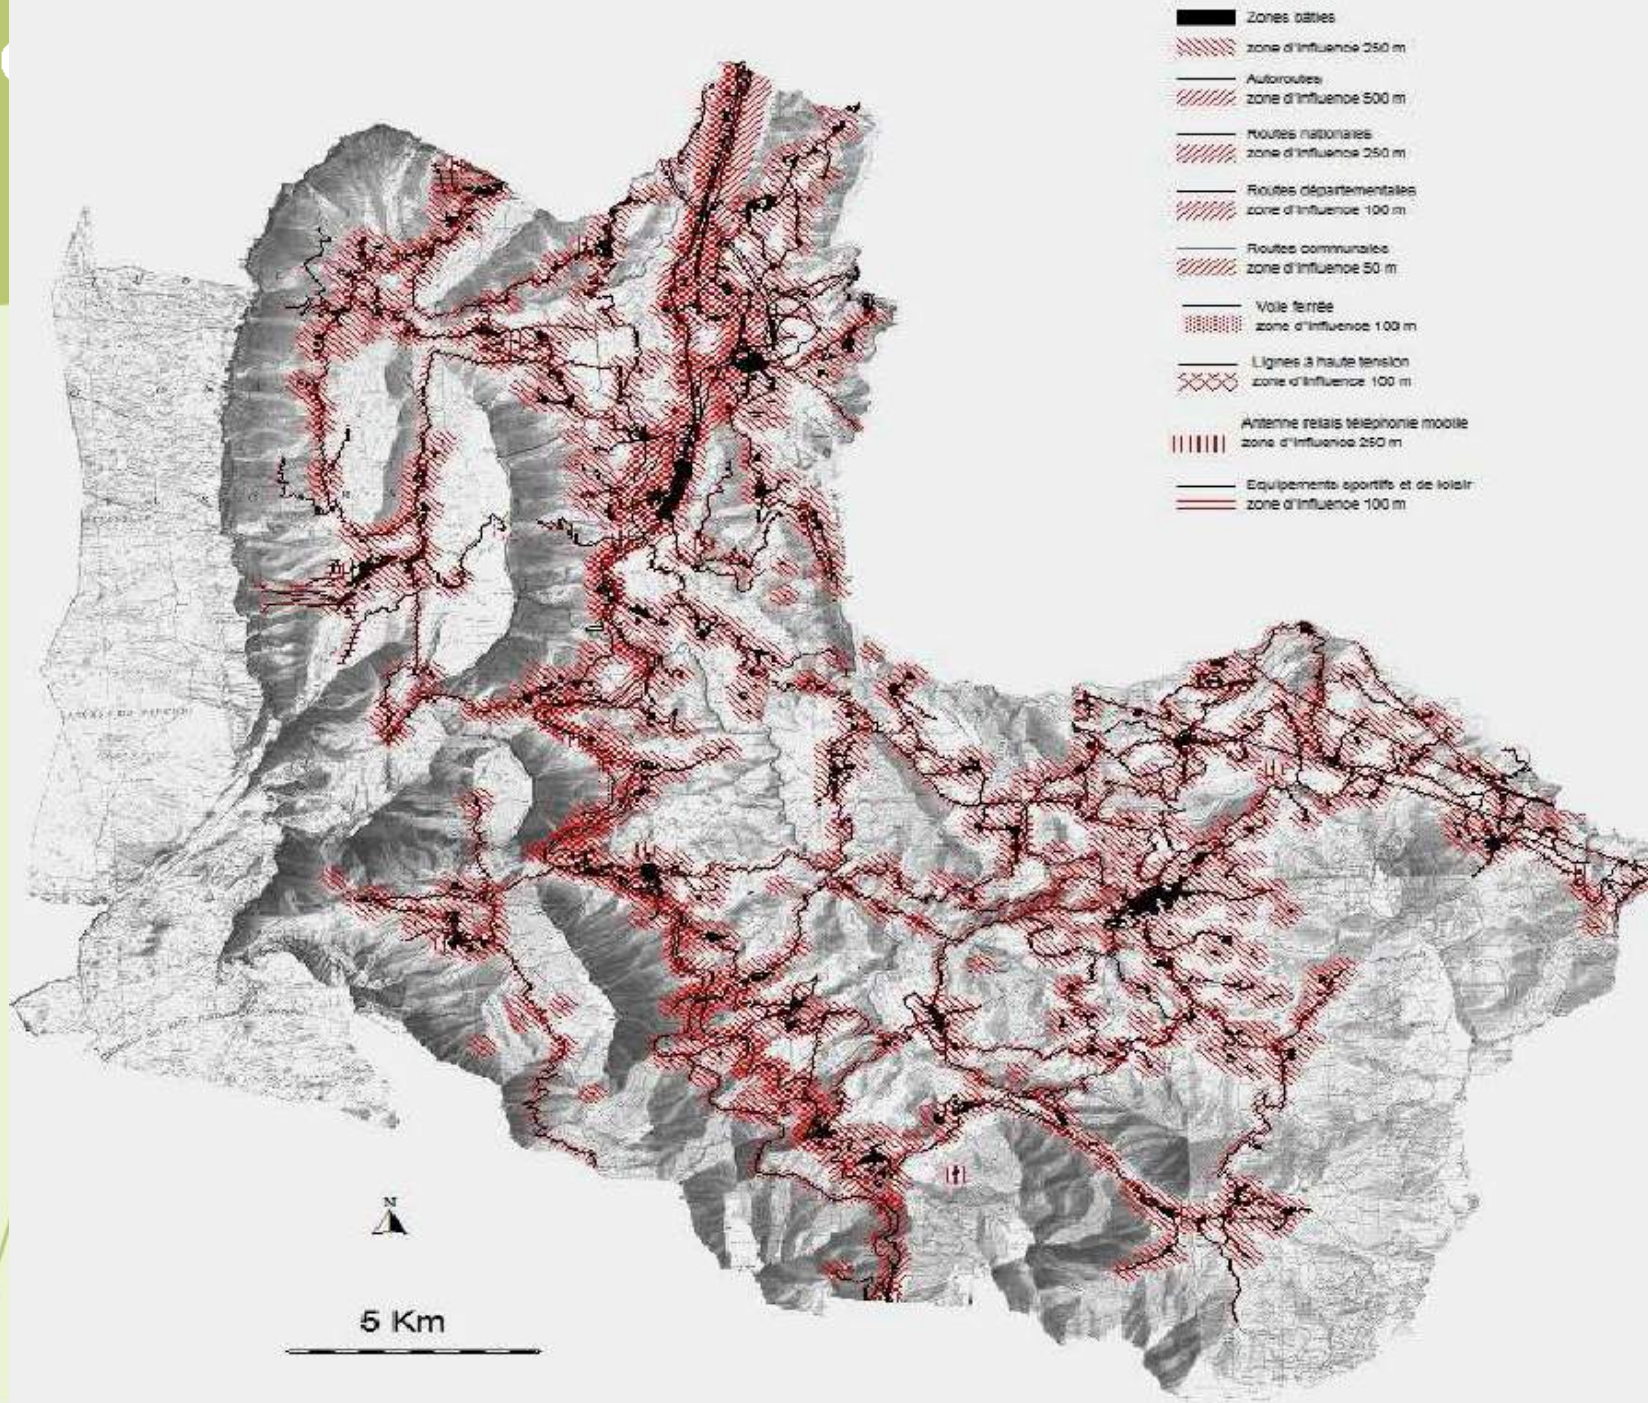 Zones bâties
zone d'influence 250 m
Autoroutes
zone d'influence 500 m
Routes nationales
zone d'influence 250 m
Routes départementales
zone d'influence 100 m
Routes communales
zone d'influence 50 m
Voie ferrée
zone d'influence 100 m
Lignes à haute tension
zone d'influence 100 m
Antenne relais téléphonie mobile
zone d'influence 250 m
Equipements sportifs et de loisir
zone d'influence 100 m
N
5 Km